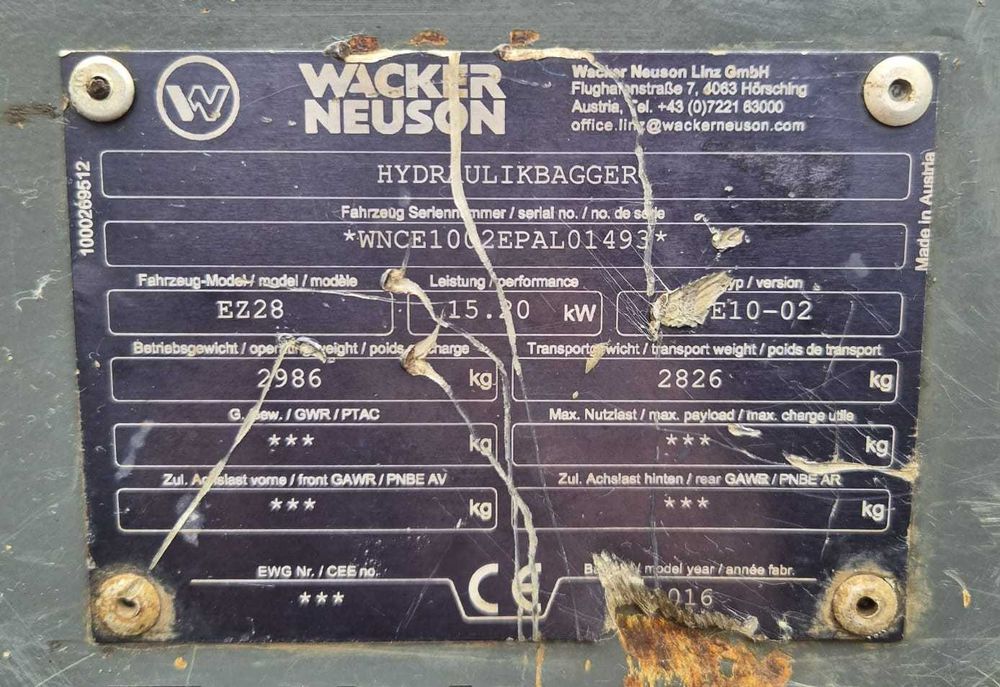 W
WACKER
NEUSON
Wacker Neuson Linz GmbH
Flughafenstraße 7, 4063 Hörsching
Austria, Tel. +43 (0)7221 63000
office.linz@wackerneuson.com
1000269512
Made in Austria
HYDRAULIKBAGGER
Fahrzeug Seriennummer / serial no. / no. de serie
*WNCE1002EPAL01493*
Fahrzeug-Model / model / modèle
EZ28
Leistung / performance
15.20 kW
/ version
E10-02
Betriebsgewicht / operating weight / poids de charge
2986 kg
Transportgewicht / transport weight / poids de transport
2826 kg
G. Gew. / GWR / PTAC
*** kg
Max. Nutzlast / max. payload / max. charge utile
*** kg
Zul. Achslast vorne / front GAWR / PNBE AV
*** kg
Zul. Achslast hinten / rear GAWR / PNBE AR
*** kg
EWG Nr. / CEE no.
***
CE
/ model year / année fabr.
016